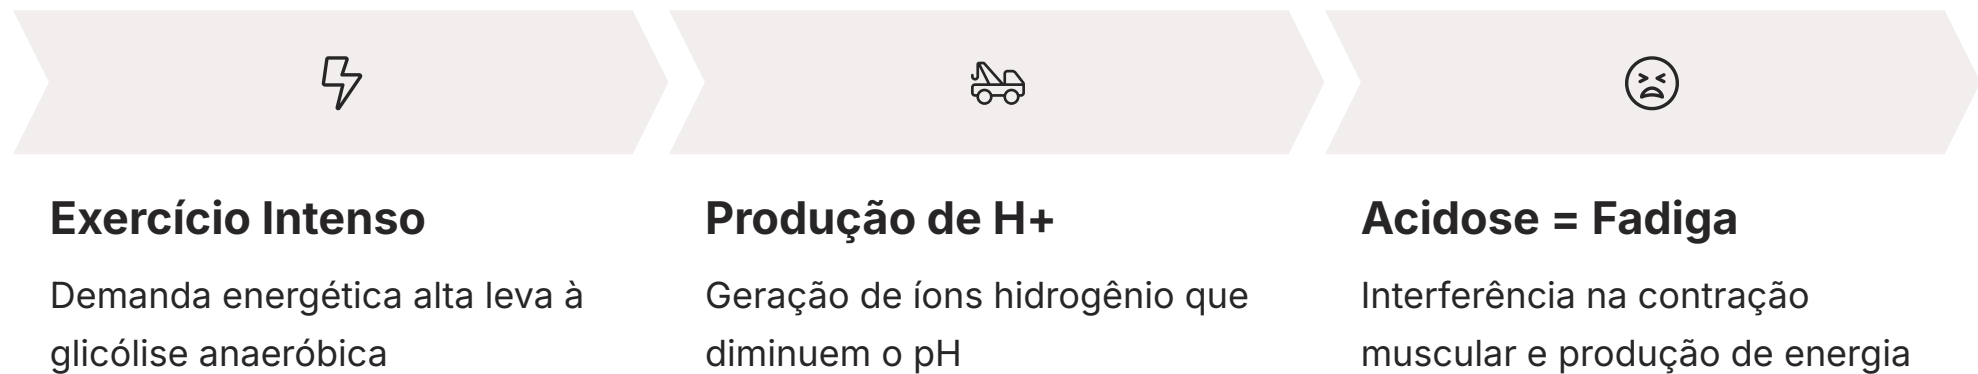 Exercício Intenso
Demanda energética alta leva à
glicólise anaeróbica
Produção de H+
Geração de íons hidrogênio que
diminuem o pH
Acidose = Fadiga
Interferência na contração
muscular e produção de energia